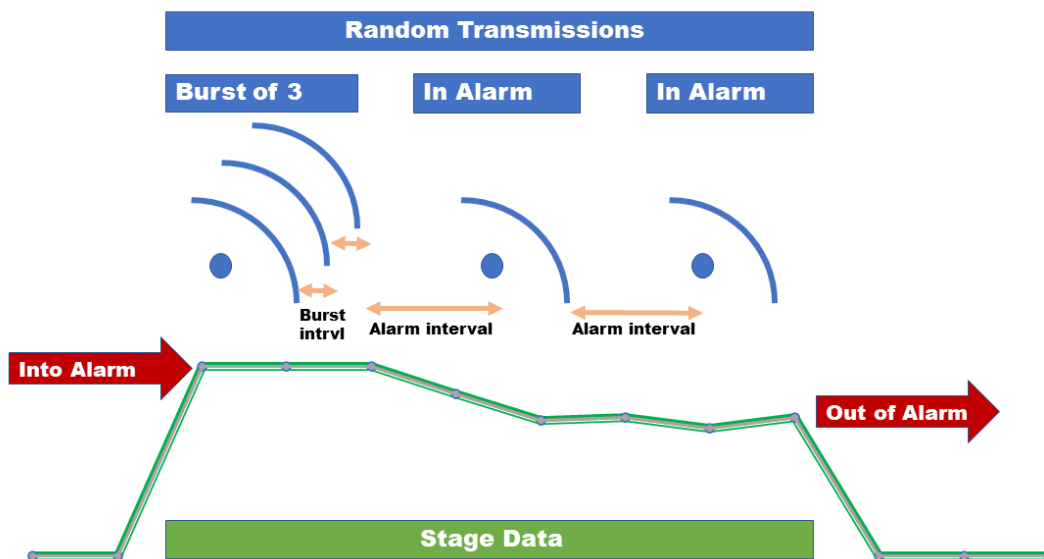 Random Transmissions
Burst of 3
In Alarm
In Alarm
Burst
intrvl
Alarm interval
Alarm interval
Into Alarm
Out of Alarm
Stage Data